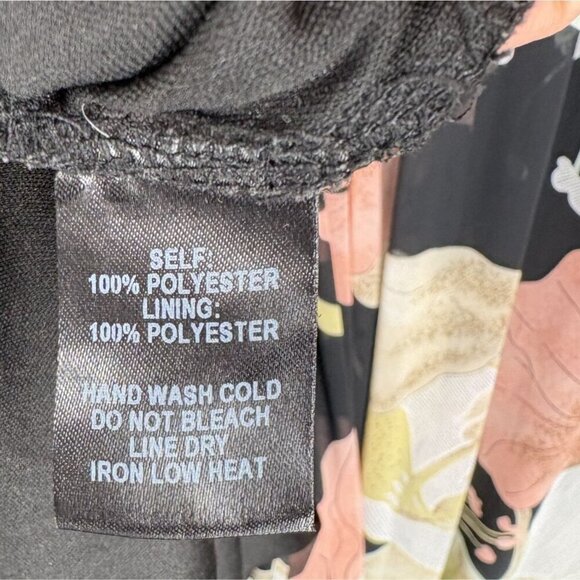 SELF:
100% POLYESTER
LINING:
100% POLYESTER
HAND WASH COLD
DO NOT BLEACH
LINE DRY
IRON LOW HEAT